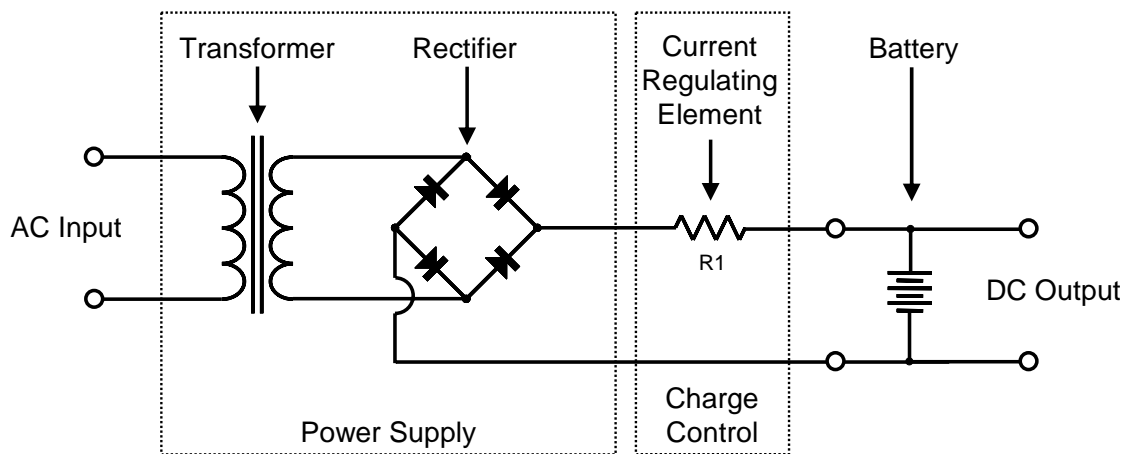 Transformer
Rectifier
Current
Regulating
Element
Battery
AC Input
R1
DC Output
Power Supply
Charge
Control